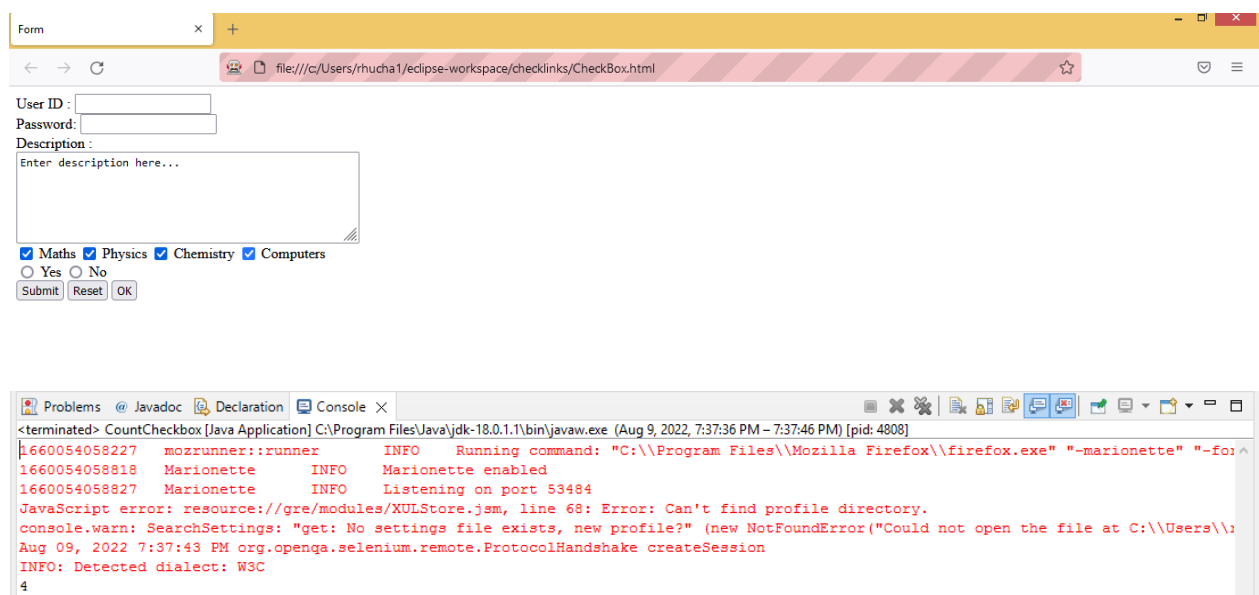 Form
file:///c:/Users/rhucha1/eclipse-workspace/checklinks/CheckBox.html
User ID :
Password:
Description :
Enter description here...
Maths Physics Chemistry Computers
Yes No
Submit Reset OK
Problems @ Javadoc Declaration Console
<terminated> CountCheckbox [Java Application] C:\Program Files\Java\jdk-18.0.1.1\bin\javaw.exe (Aug 9, 2022, 7:37:36 PM – 7:37:46 PM) [pid: 4808]
1660054058227 mozrunner::runner INFO Running command: "C:\\Program Files\\Mozilla Firefox\\firefox.exe" "-marionette" "-for
1660054058818 Marionette INFO Marionette enabled
1660054058827 Marionette INFO Listening on port 53484
JavaScript error: resource://gre/modules/XULStore.jsm, line 68: Error: Can't find profile directory.
console.warn: SearchSettings: "get: No settings file exists, new profile?" (new NotFoundError("Could not open the file at C:\\Users\\
Aug 09, 2022 7:37:43 PM org.openqa.selenium.remote.ProtocolHandshake createSession
INFO: Detected dialect: W3C
4